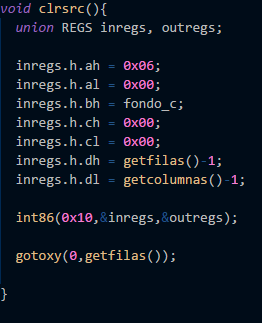 void clrsrc(){
union REGS inregs, outregs;
inregs.h.ah = 0x06;
inregs.h.al = 0x00;
inregs.h.bh = fondo_c;
inregs.h.ch = 0x00;
inregs.h.cl = 0x00;
inregs.h.dh = getfilas()-1;
inregs.h.dl = getcolumnas()-1;
int86(0x10,&inregs,&outregs);
gotoxy(0,getfilas());
}